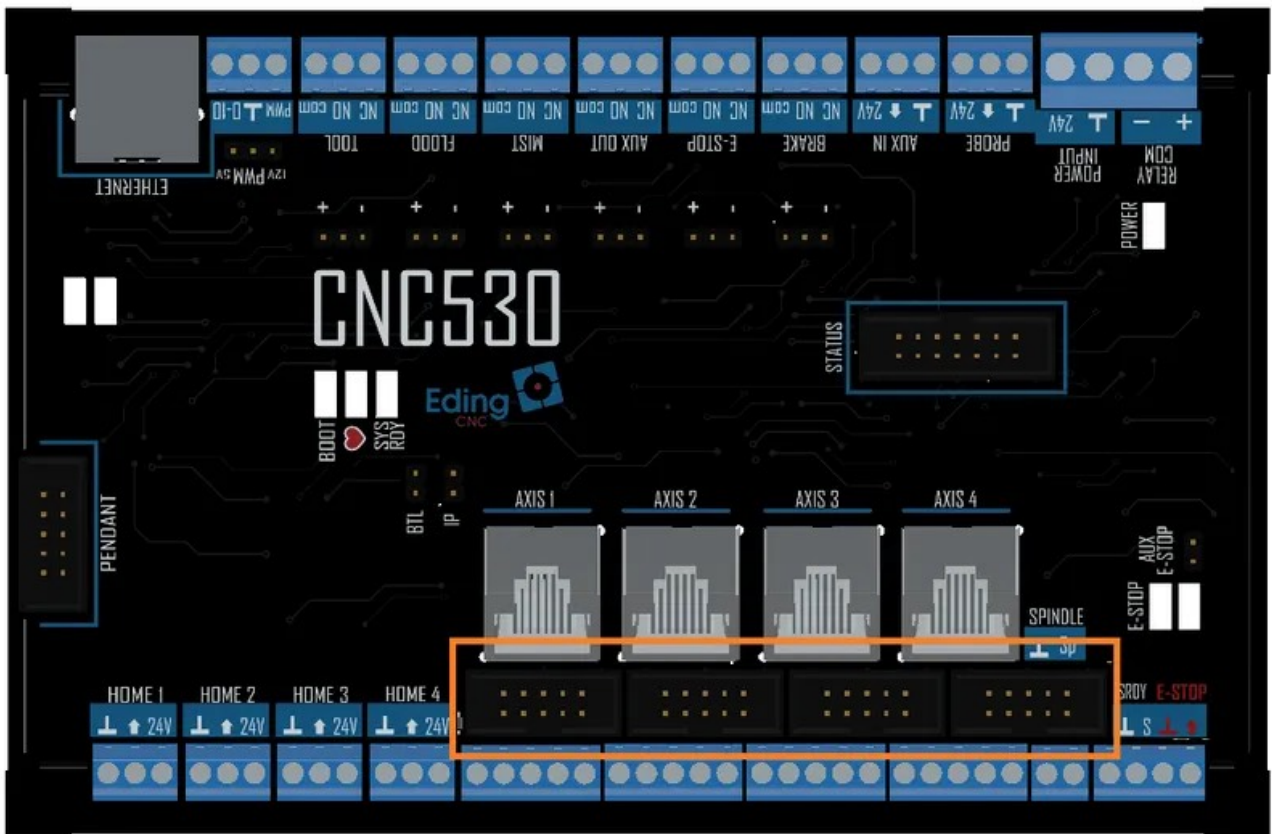 0-10 ⊥ PWM
com NO NC
com NO NC
com NO NC
com NO NC
com NO NC
com NO NC
24V
24V
24V
- +
TOOL
FLOOD
MIST
AUX OUT
E-STOP
BRAKE
AUX IN
PROBE
POWER INPUT
RELAY COM
ETHERNET
5V PWM 12V
+ -
+ -
+ -
+ -
+ -
+ -
POWER
CNC530
STATUS
Eding
CNC
BOOT
SYS
RDY
BTL
IP
PENDANT
AXIS 1
AXIS 2
AXIS 3
AXIS 4
AUX
E-STOP
E-STOP
SPINDLE
Sp
HOME 1
HOME 2
HOME 3
HOME 4
24V
24V
24V
24V
SRDY E-STOP
S